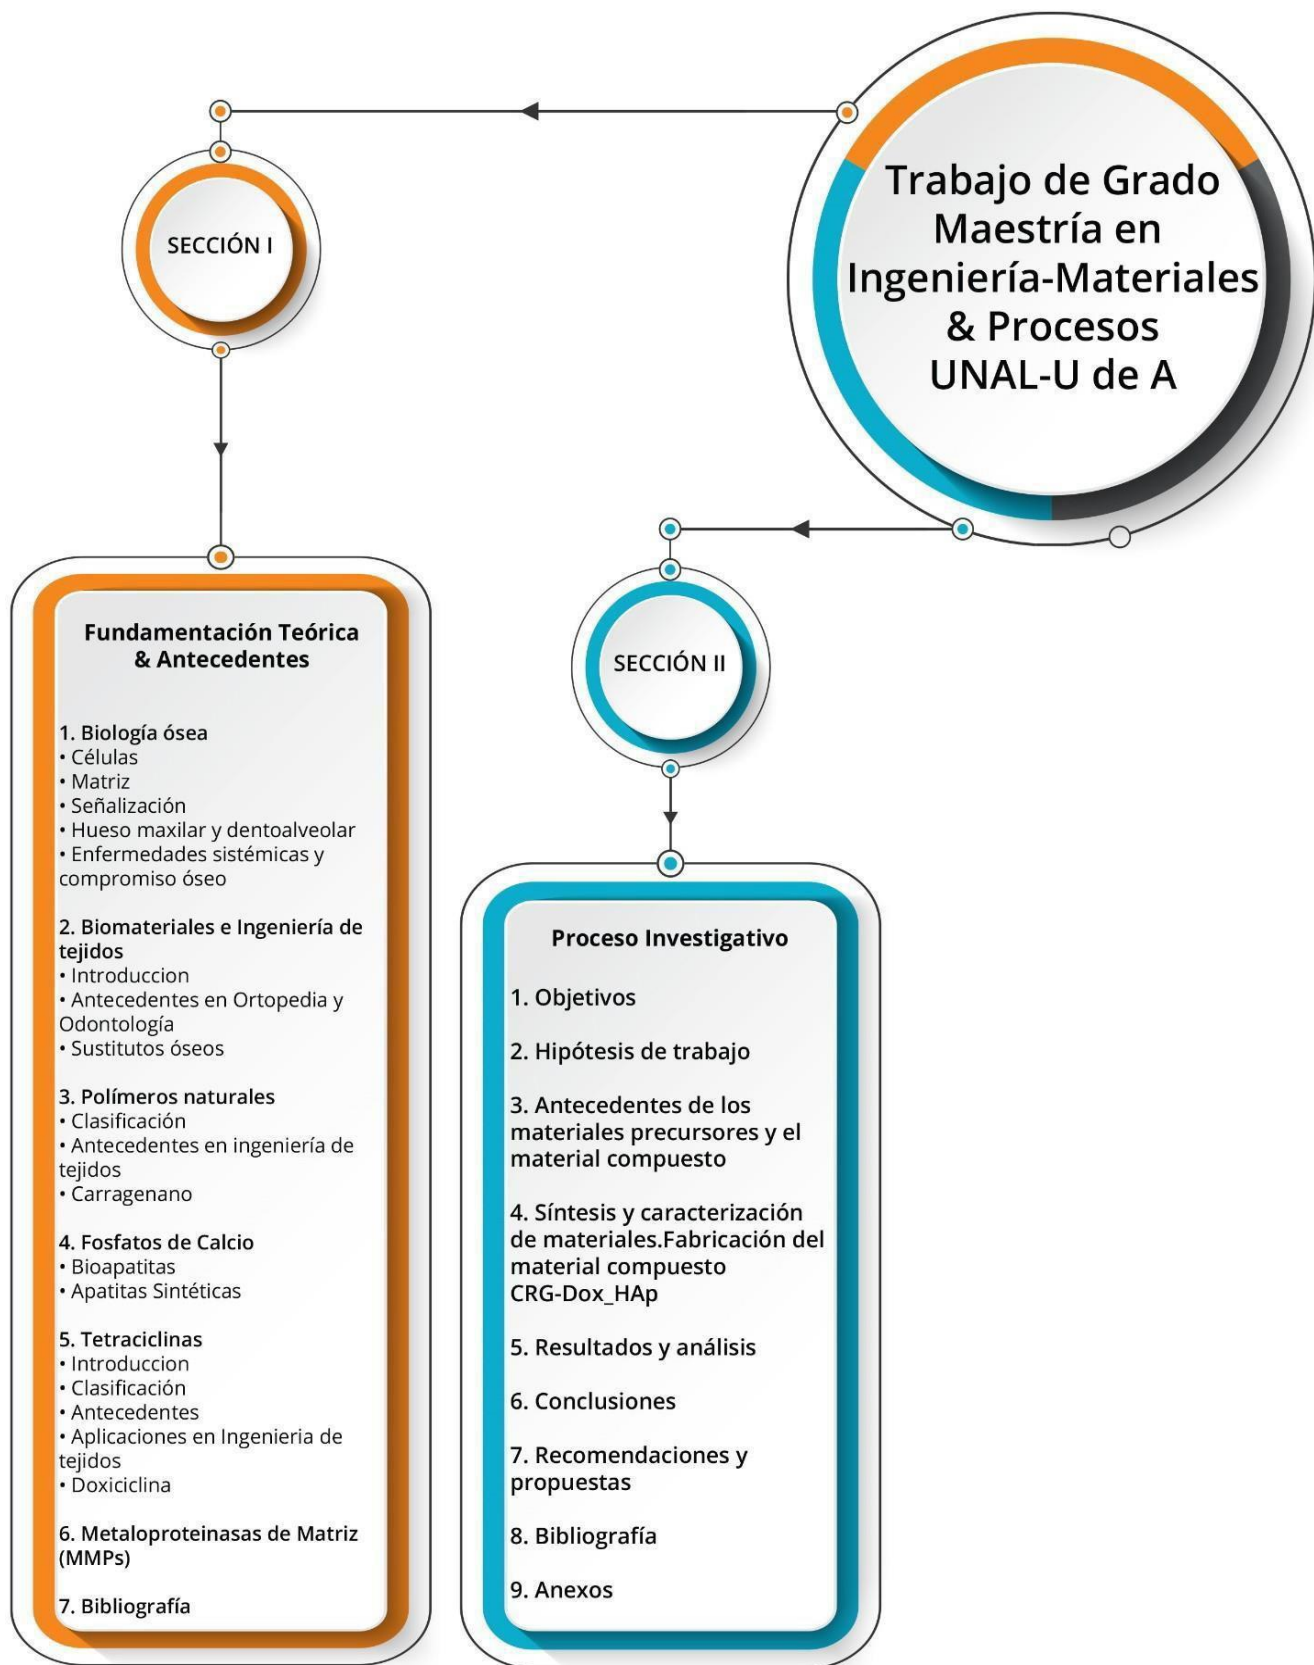 Trabajo de Grado
Maestría en
Ingeniería-Materiales
& Procesos
UNAL-U de A
SECCIÓN I
Fundamentación Teórica
& Antecedentes
1. Biología ósea
• Células
• Matriz
• Señalización
• Hueso maxilar y dentoalveolar
• Enfermedades sistémicas y
compromiso óseo
2. Biomateriales e Ingeniería de
tejidos
• Introduccion
• Antecedentes en Ortopedia y
Odontología
• Sustitutos óseos
3. Polímeros naturales
• Clasificación
• Antecedentes en ingeniería de
tejidos
• Carragenano
4. Fosfatos de Calcio
• Bioapatitas
• Apatitas Sintéticas
5. Tetraciclinas
• Introduccion
• Clasificación
• Antecedentes
• Aplicaciones en Ingenieria de
tejidos
• Doxiciclina
6. Metaloproteinasas de Matriz
(MMPs)
7. Bibliografía
SECCIÓN II
Proceso Investigativo
1. Objetivos
2. Hipótesis de trabajo
3. Antecedentes de los
materiales precursores y el
material compuesto
4. Síntesis y caracterización
de materiales.Fabricación del
material compuesto
CRG-Dox_HAp
5. Resultados y análisis
6. Conclusiones
7. Recomendaciones y
propuestas
8. Bibliografía
9. Anexos